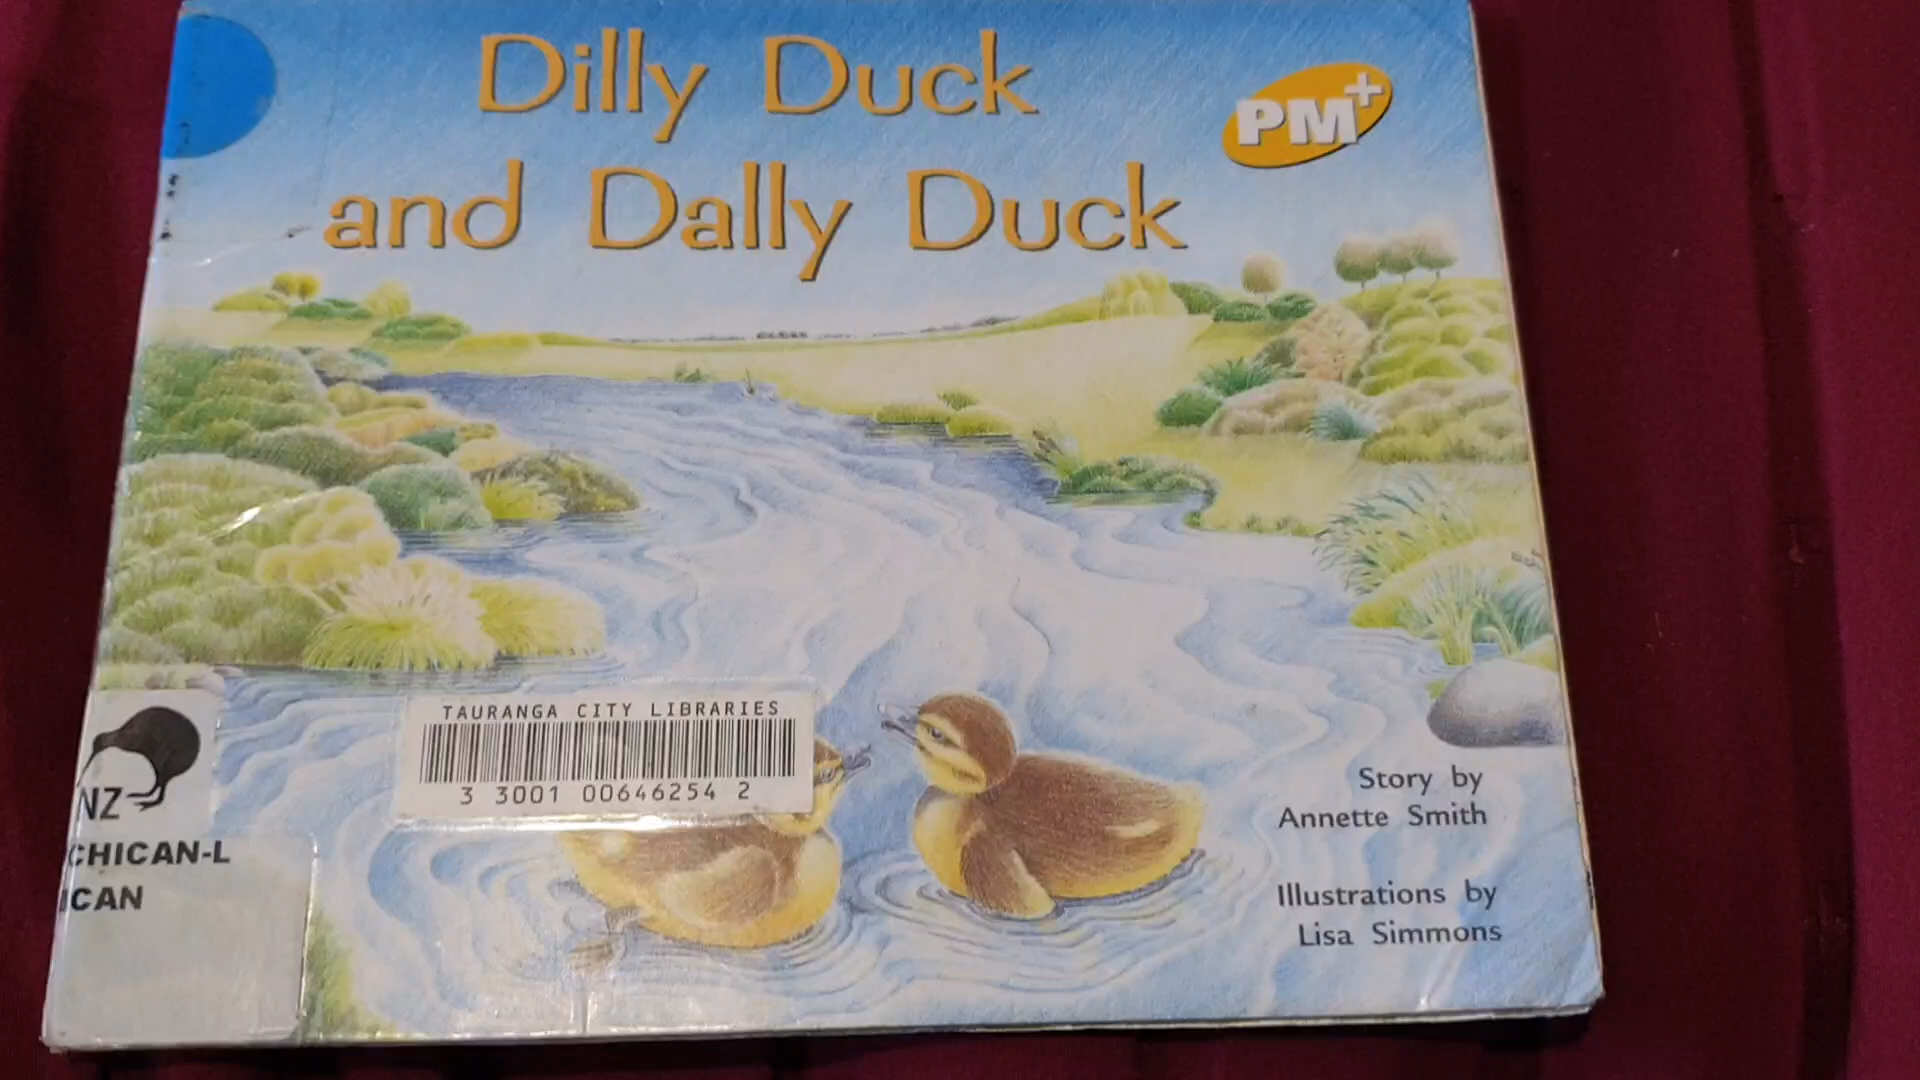 Dilly Duck
and Dally Duck
PM+
TAURANGA CITY LIBRARIES
3 3001 00646254 2
NZ
CHICAN-L
ICAN
Story by
Annette Smith
Illustrations by
Lisa Simmons